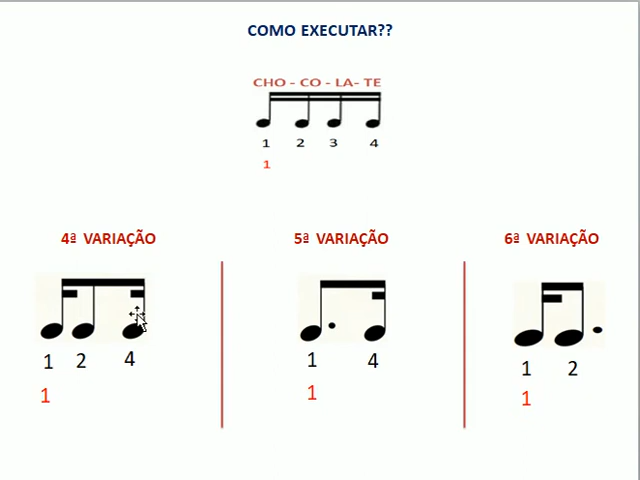 COMO EXECUTAR??
CHO - CO - LA- TE
1 2 3 4
1
4ª VARIAÇÃO 5ª VARIAÇÃO 6ª VARIAÇÃO
1 2 4 1 4 1 2
1 1 1